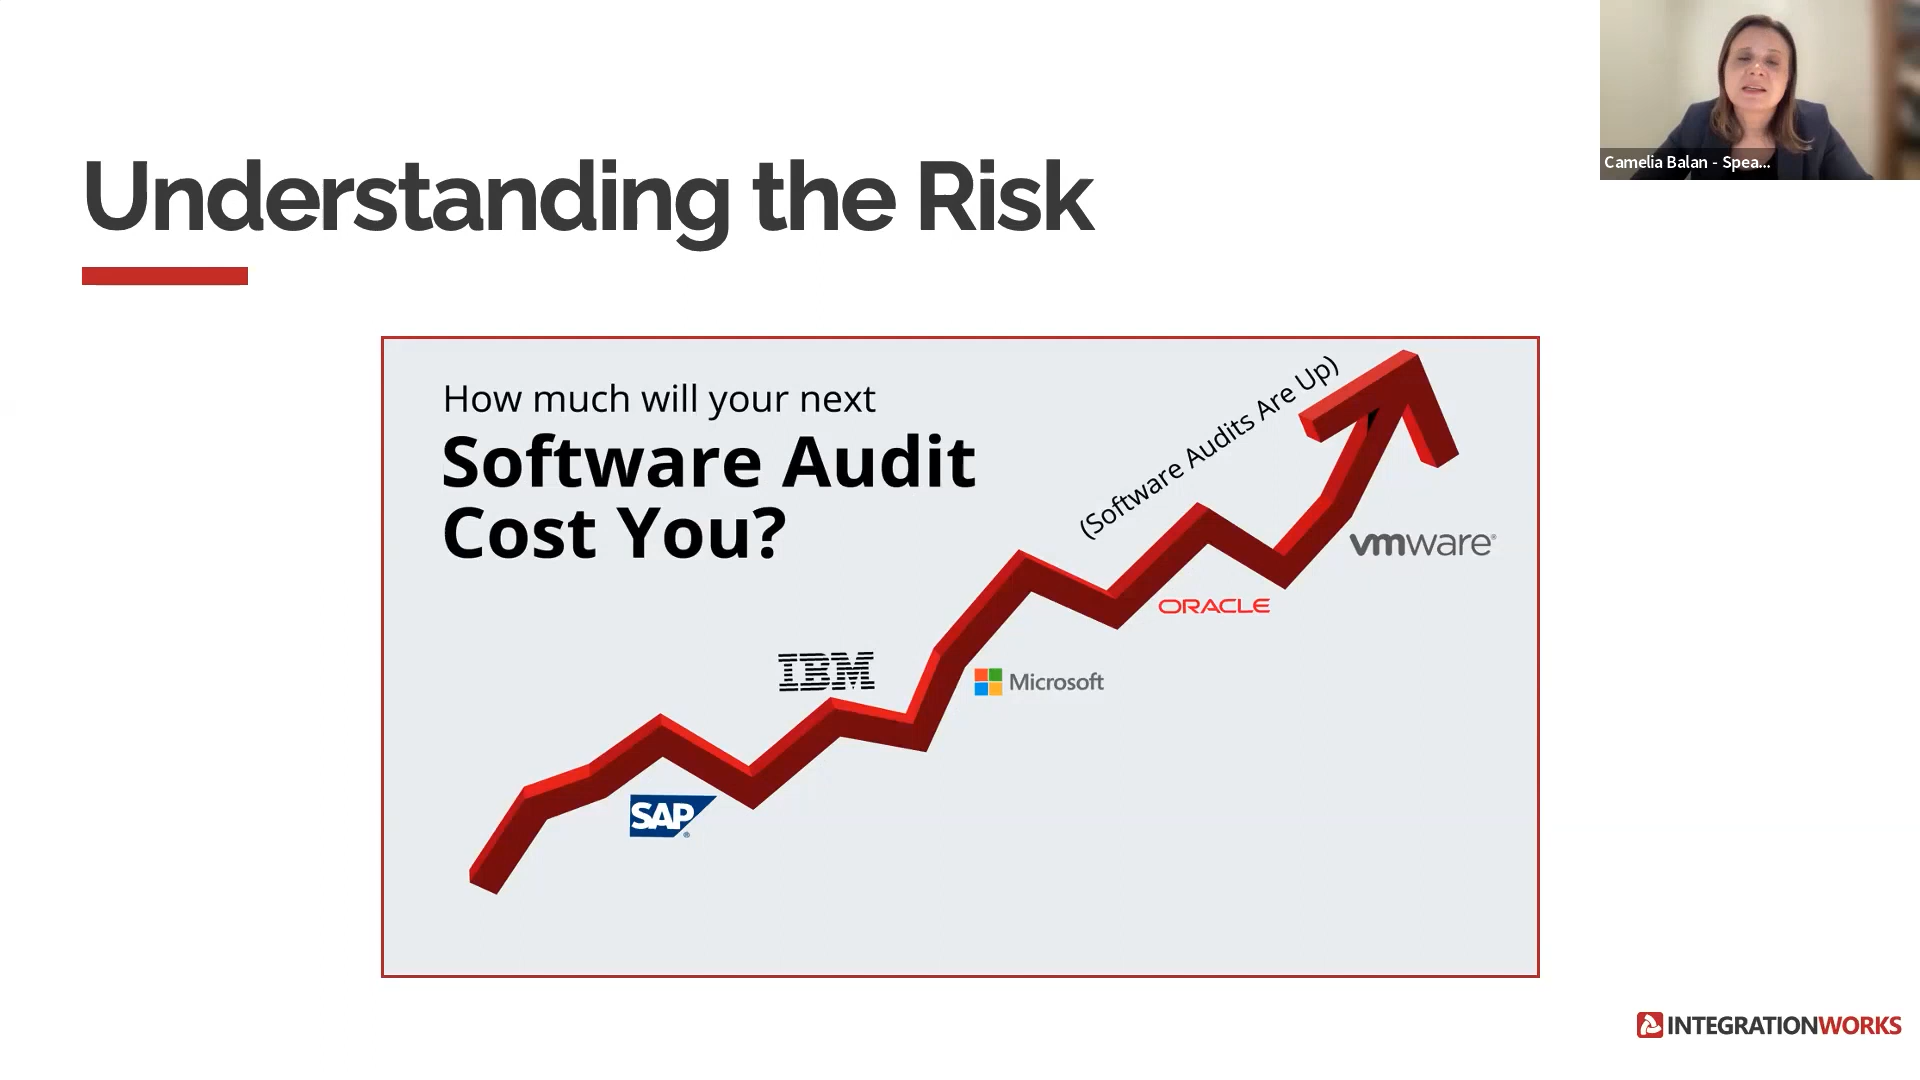 Understanding the Risk
Camelia Balan - Spea...
How much will your next
Software Audit
Cost You?
(Software Audits Are Up)
vmware®
ORACLE
IBM
Microsoft
SAP®
INTEGRATIONWORKS